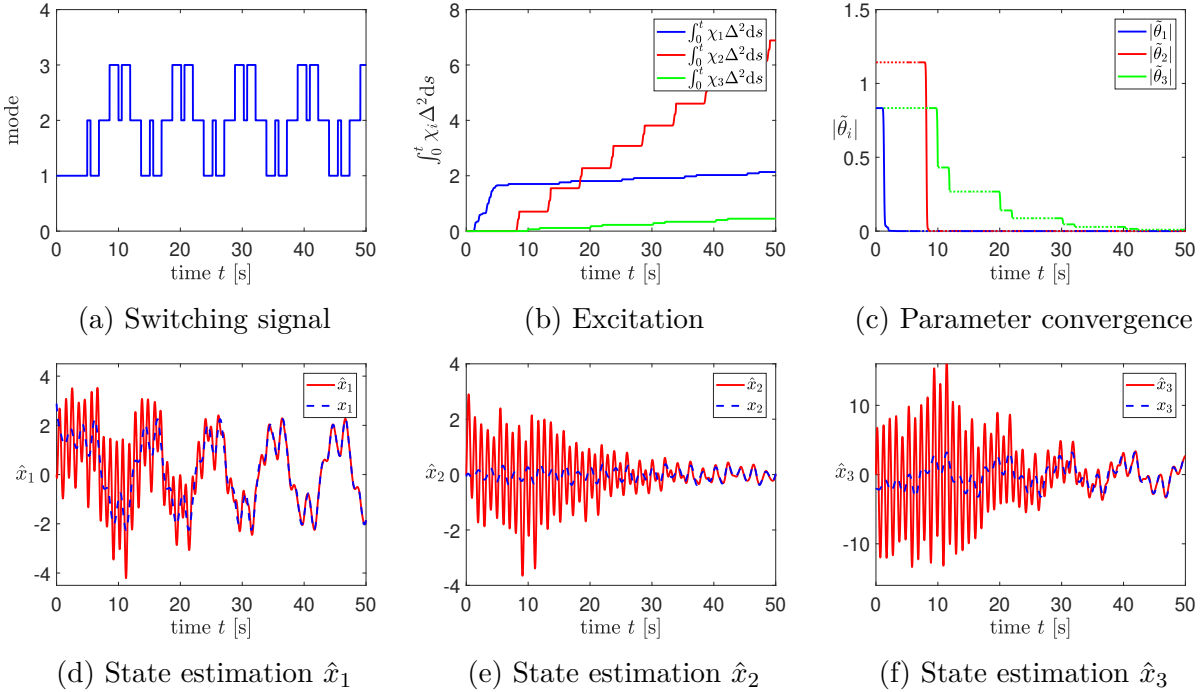 4
3
2
1
0
mode
0 10 20 30 40 50
time t [s]
(a) Switching signal
8
6
4
2
0
∫₀ᵗ χᵢΔ²ds
∫₀ᵗ χ₁Δ²ds
∫₀ᵗ χ₂Δ²ds
∫₀ᵗ χ₃Δ²ds
0 10 20 30 40 50
time t [s]
(b) Excitation
1.5
1
0.5
0
|θ̃ᵢ|
|θ̃₁|
|θ̃₂|
|θ̃₃|
0 10 20 30 40 50
time t [s]
(c) Parameter convergence
4
2
0
-2
-4
x̂₁
x̂₁
x₁
0 10 20 30 40 50
time t [s]
(d) State estimation x̂₁
4
2
0
-2
-4
x̂₂
x̂₂
x₂
0 10 20 30 40 50
time t [s]
(e) State estimation x̂₂
10
0
-10
x̂₃
x̂₃
x₃
0 10 20 30 40 50
time t [s]
(f) State estimation x̂₃